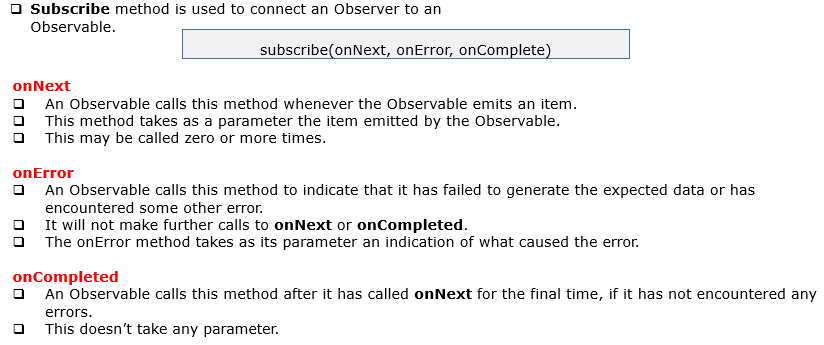 ❑ Subscribe method is used to connect an Observer to an
Observable.
subscribe(onNext, onError, onComplete)
onNext
❑ An Observable calls this method whenever the Observable emits an item.
❑ This method takes as a parameter the item emitted by the Observable.
❑ This may be called zero or more times.
onError
❑ An Observable calls this method to indicate that it has failed to generate the expected data or has
encountered some other error.
❑ It will not make further calls to onNext or onCompleted.
❑ The onError method takes as its parameter an indication of what caused the error.
onCompleted
❑ An Observable calls this method after it has called onNext for the final time, if it has not encountered any
errors.
❑ This doesn’t take any parameter.